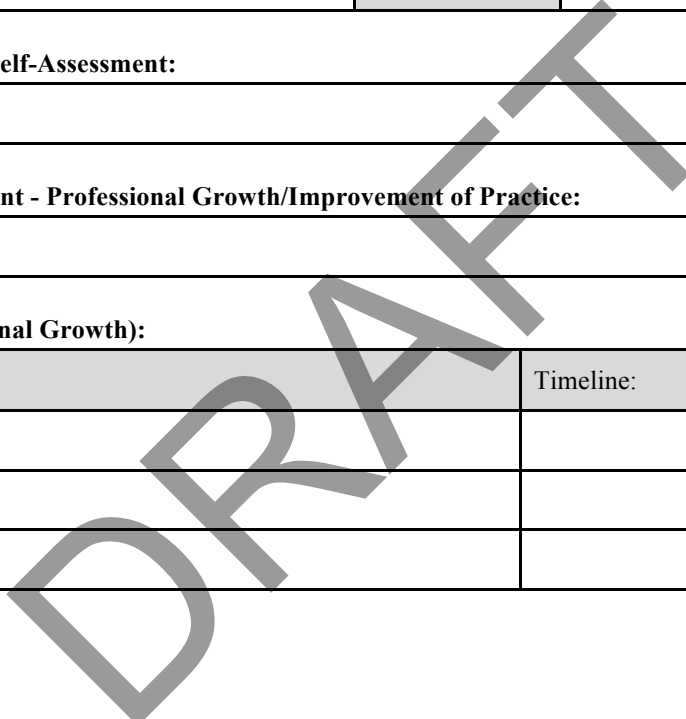 elf-Assessment:
nt - Professional Growth/Improvement of Practice:
nal Growth):
Timeline:
DRAFT